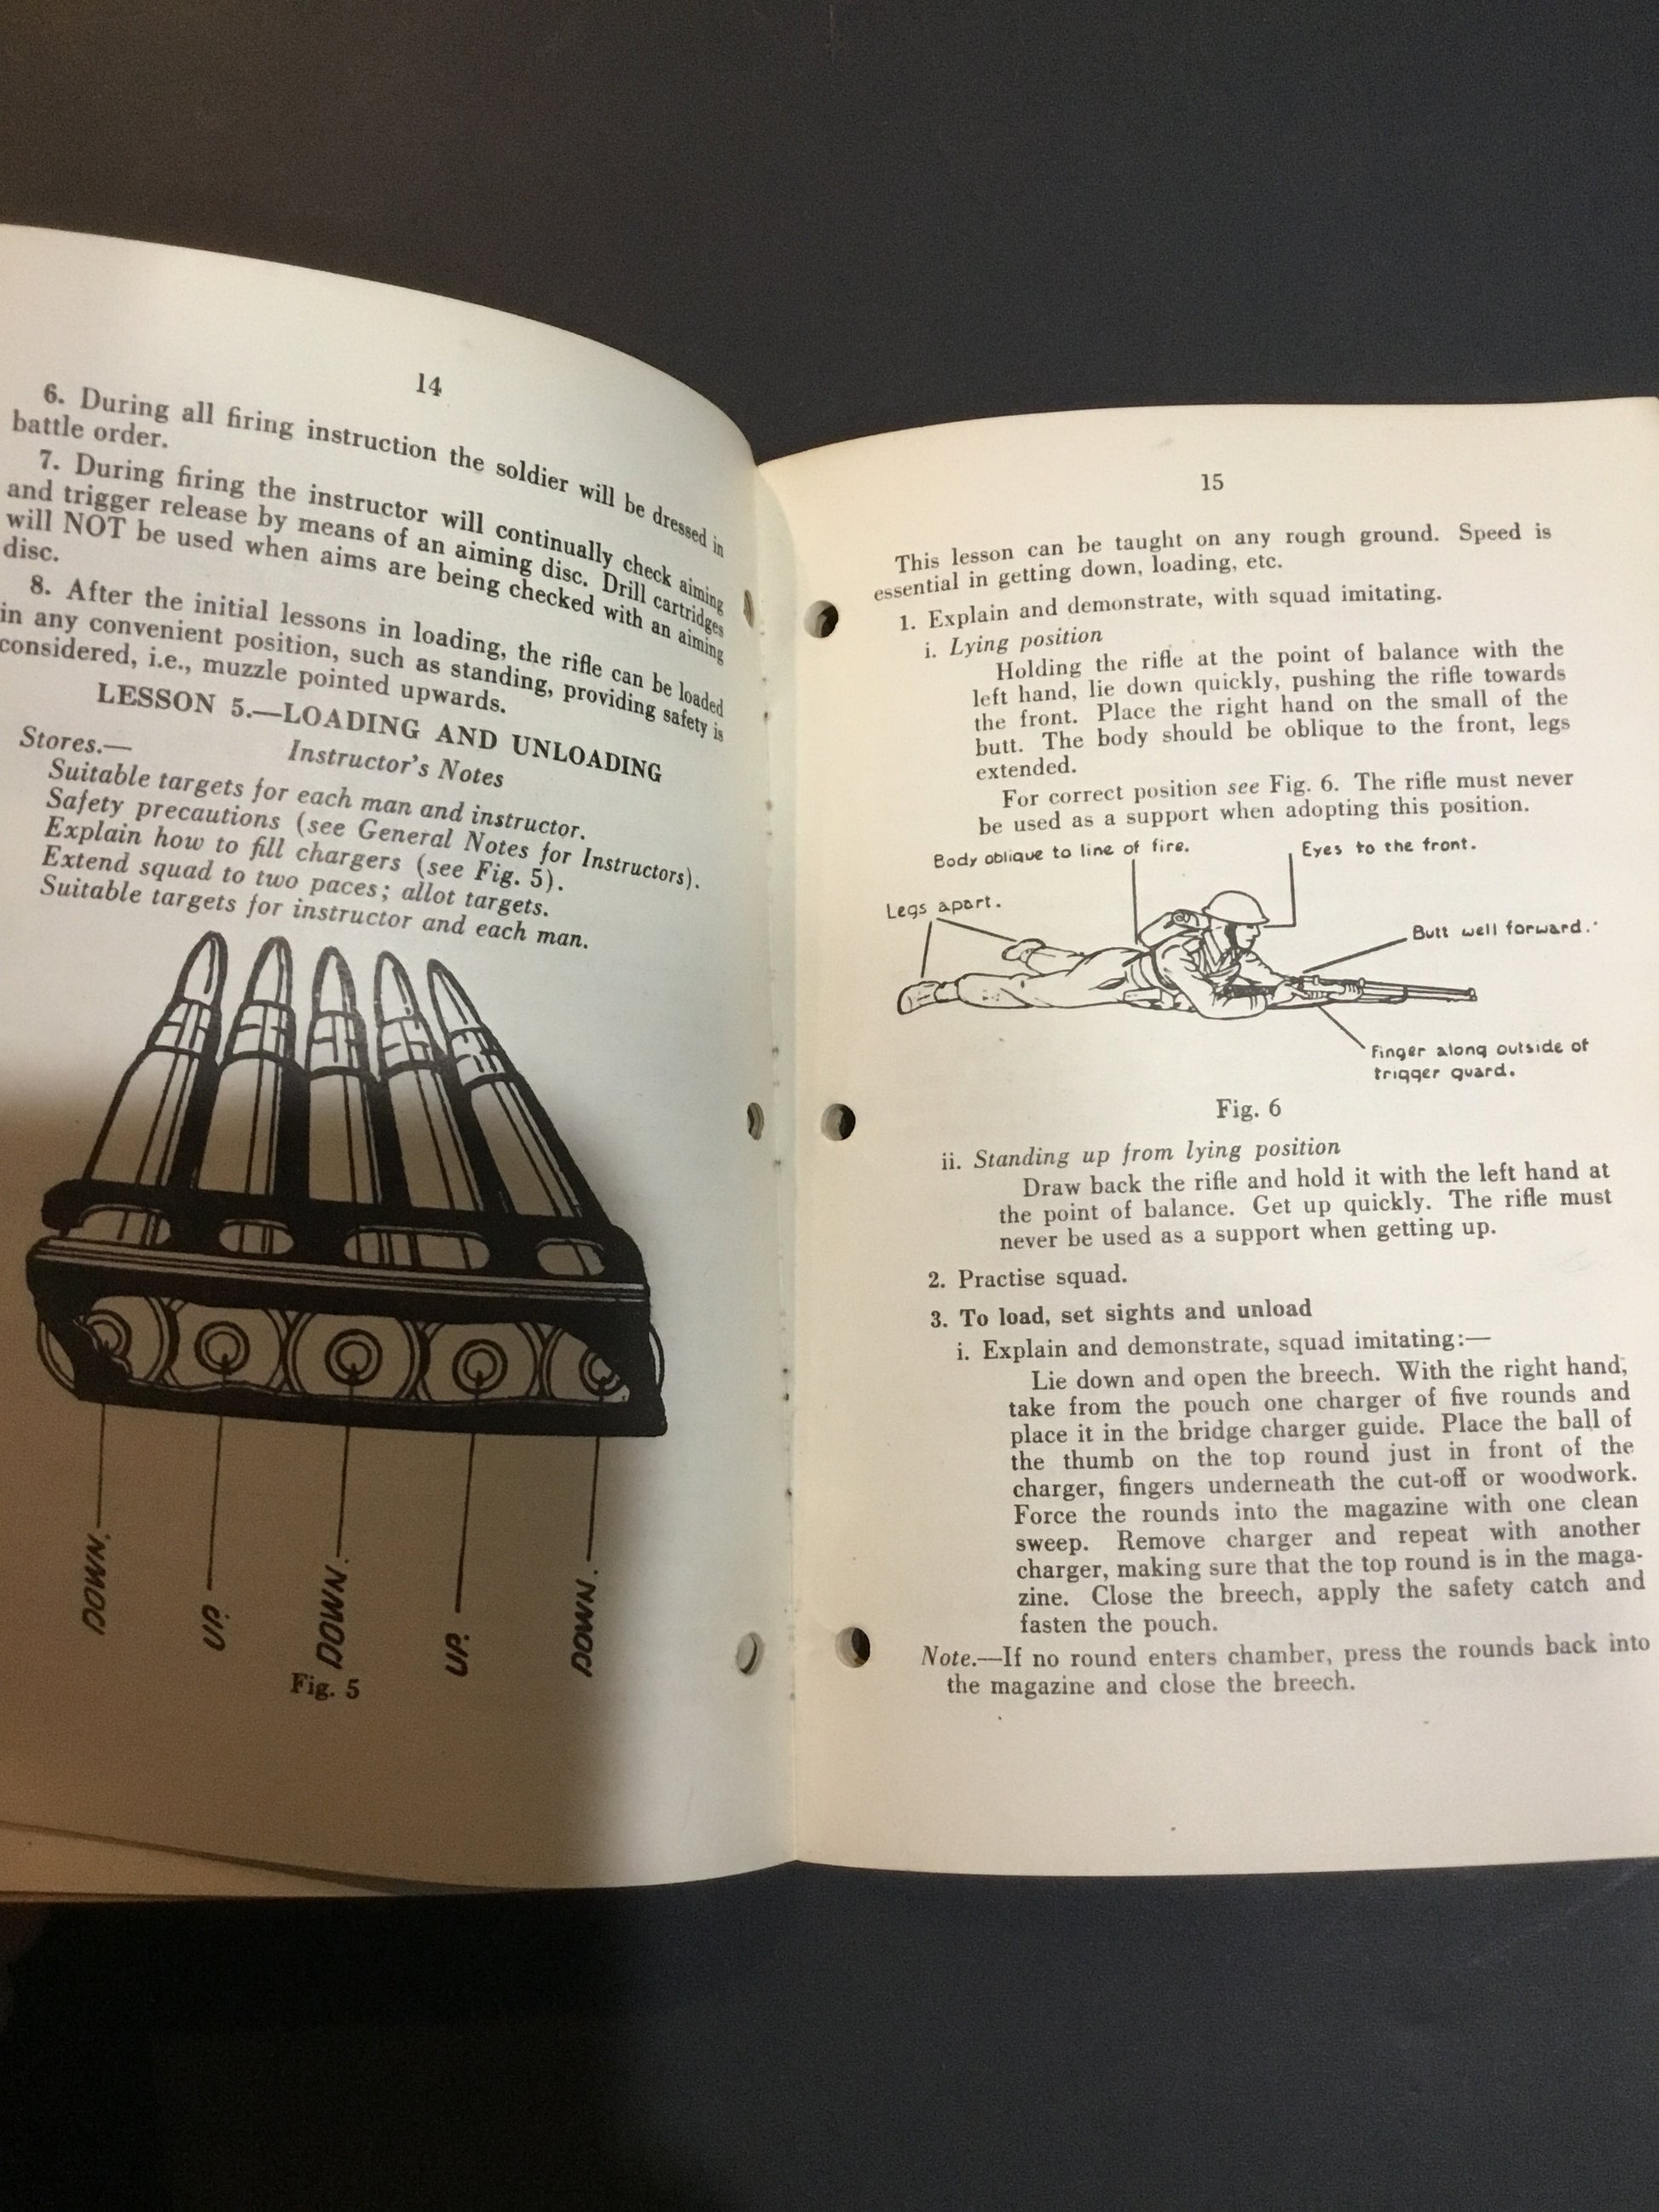 14
6. During all firing instruction the soldier will be dressed in
battle order.
7. During firing the instructor will continually check aiming
and trigger release by means of an aiming disc. Drill cartridges
will NOT be used when aims are being checked with an aiming
disc.
8. After the initial lessons in loading, the rifle can be loaded
in any convenient position, such as standing, providing safety is
considered, i.e., muzzle pointed upwards.
LESSON 5.—LOADING AND UNLOADING
Instructor's Notes
Stores.—
Suitable targets for each man and instructor.
Safety precautions (see General Notes for Instructors).
Explain how to fill chargers (see Fig. 5).
Extend squad to two paces; allot targets.
Suitable targets for instructor and each man.
DOWN.
UP.
DOWN.
UP.
DOWN.
Fig. 5
15
This lesson can be taught on any rough ground. Speed is
essential in getting down, loading, etc.
1. Explain and demonstrate, with squad imitating.
i. Lying position
Holding the rifle at the point of balance with the
left hand, lie down quickly, pushing the rifle towards
the front. Place the right hand on the small of the
butt. The body should be oblique to the front, legs
extended.
For correct position see Fig. 6. The rifle must never
be used as a support when adopting this position.
Body oblique to line of fire.
Eyes to the front.
Legs apart.
Butt well forward.
Finger along outside of
trigger guard.
Fig. 6
ii. Standing up from lying position
Draw back the rifle and hold it with the left hand at
the point of balance. Get up quickly. The rifle must
never be used as a support when getting up.
2. Practise squad.
3. To load, set sights and unload
i. Explain and demonstrate, squad imitating:—
Lie down and open the breech. With the right hand,
take from the pouch one charger of five rounds and
place it in the bridge charger guide. Place the ball of
the thumb on the top round just in front of the
charger, fingers underneath the cut-off or woodwork.
Force the rounds into the magazine with one clean
sweep. Remove charger and repeat with another
charger, making sure that the top round is in the maga-
zine. Close the breech, apply the safety catch and
fasten the pouch.
Note.—If no round enters chamber, press the rounds back into
the magazine and close the breech.